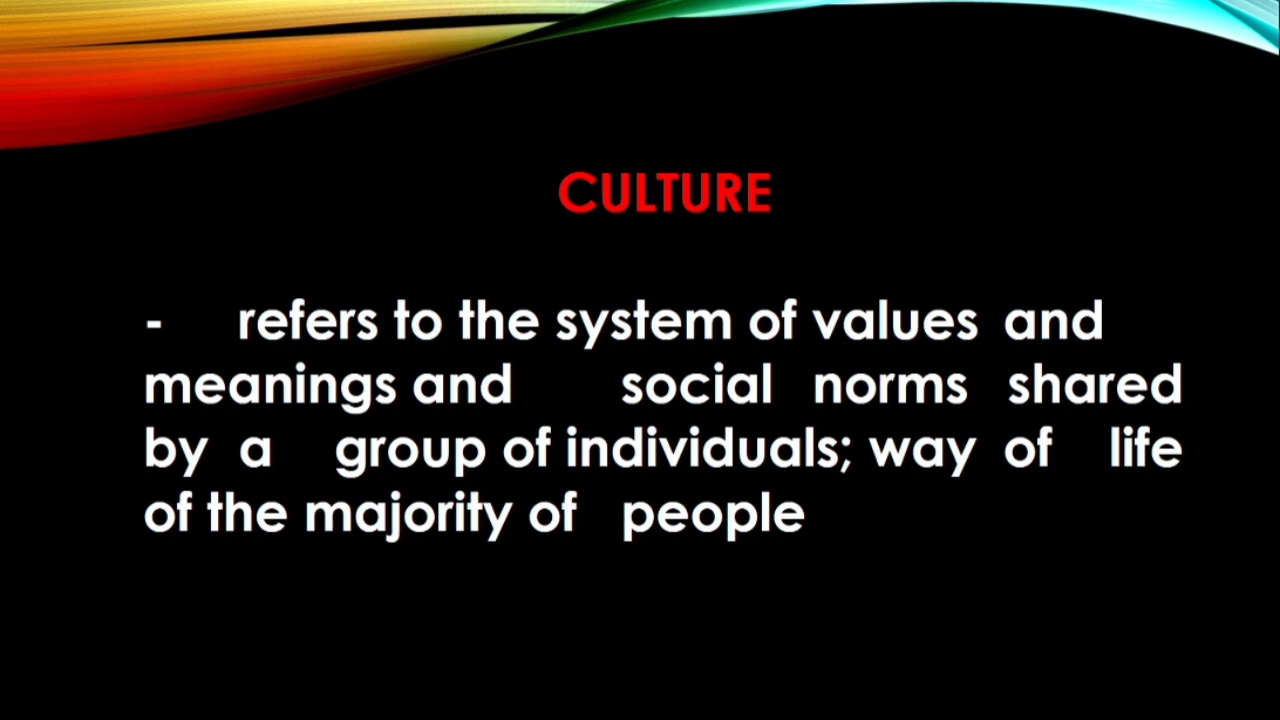 CULTURE
- refers to the system of values and
meanings and social norms shared
by a group of individuals; way of life
of the majority of people